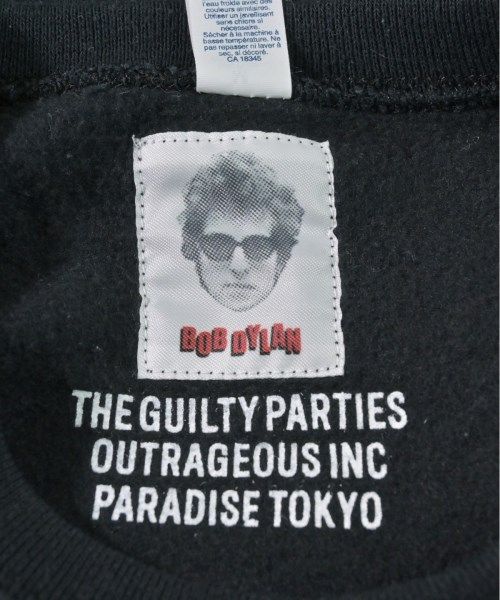 l'eau froide avec des
couleurs similaires.
Utiliser un javellisant
sans chlore si
nécessaire.
Sécher à la machine à
basse température. Ne
pas repasser ni laver à
sec, si décoré.
CA 18345
BOB DYLAN
THE GUILTY PARTIES
OUTRAGEOUS INC
PARADISE TOKYO